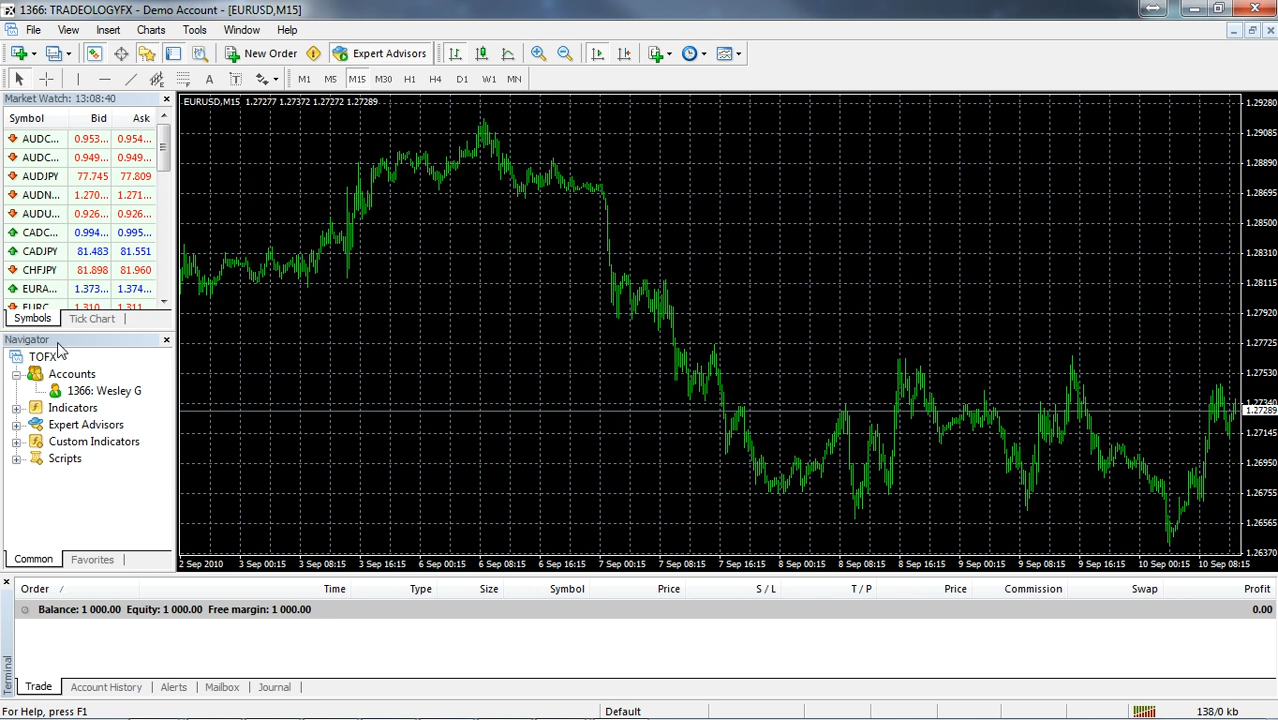 1366: TRADEOLOGYFX - Demo Account - [EURUSD,M15]
File View Insert Charts Tools Window Help
New Order Expert Advisors
A T M1 M5 M15 M30 H1 H4 D1 W1 MN
Market Watch: 13:08:40
Symbol Bid Ask
AUDC... 0.953... 0.954...
AUDC... 0.949... 0.949...
AUDJPY 77.745 77.809
AUDN... 1.270... 1.271...
AUDU... 0.926... 0.926...
CADC... 0.994... 0.995...
CADJPY 81.483 81.551
CHFJPY 81.898 81.960
EURA... 1.373... 1.374...
EURC... 1.310... 1.311...
Symbols Tick Chart
Navigator
TOFX
Accounts
1366: Wesley G
Indicators
Expert Advisors
Custom Indicators
Scripts
Common Favorites
EURUSD,M15 1.27277 1.27372 1.27272 1.27289
1.29280
1.29085
1.28890
1.28695
1.28500
1.28310
1.28115
1.27920
1.27725
1.27530
1.27340
1.27289
1.27145
1.26950
1.26755
1.26565
1.26370
2 Sep 2010 3 Sep 00:15 3 Sep 08:15 3 Sep 16:15 6 Sep 00:15 6 Sep 08:15 6 Sep 16:15 7 Sep 00:15 7 Sep 08:15 7 Sep 16:15 8 Sep 00:15 8 Sep 08:15 8 Sep 16:15 9 Sep 00:15 9 Sep 08:15 9 Sep 16:15 10 Sep 00:15 10 Sep 08:15
Order / Time Type Size Symbol Price S / L T / P Price Commission Swap Profit
Balance: 1 000.00 Equity: 1 000.00 Free margin: 1 000.00 0.00
Terminal
Trade Account History Alerts Mailbox Journal
For Help, press F1 Default 138/0 kb